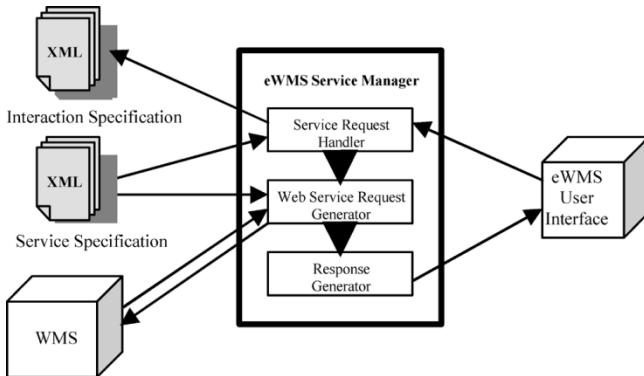 XML
Interaction Specification
XML
Service Specification
WMS
eWMS Service Manager
Service Request
Handler
Web Service Request
Generator
Response
Generator
eWMS
User
Interface